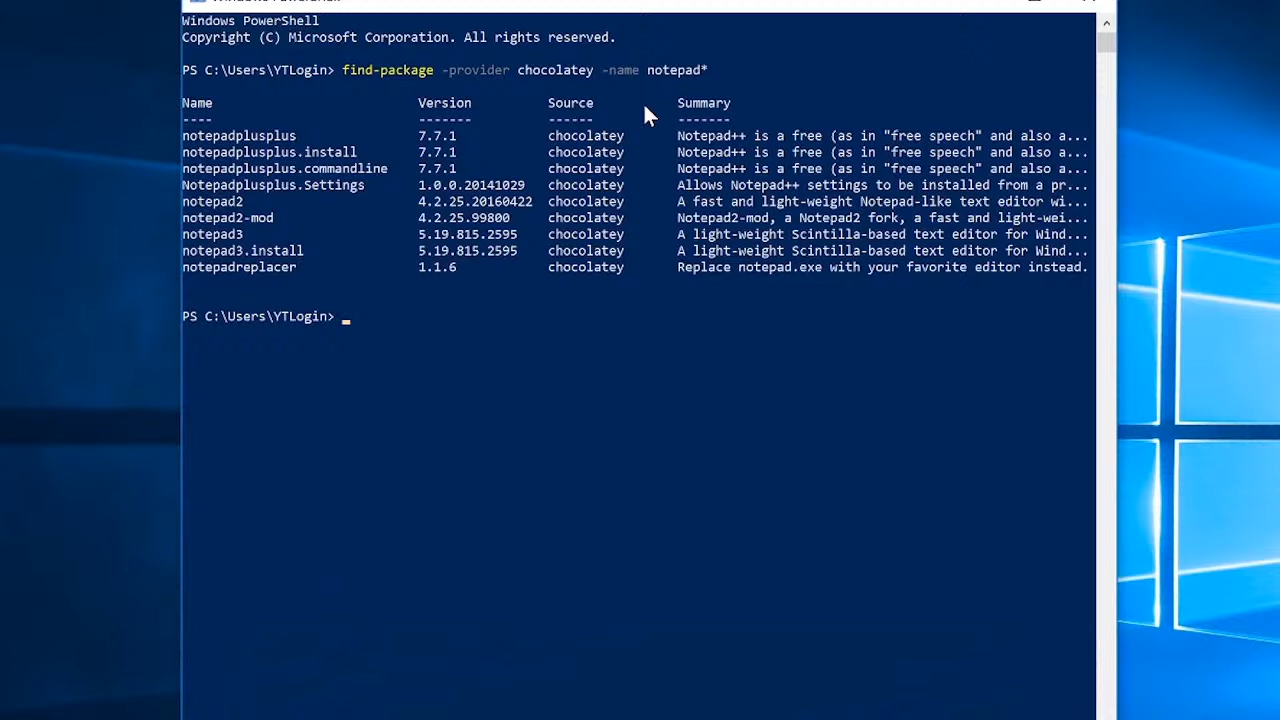 Windows PowerShell
Copyright (C) Microsoft Corporation. All rights reserved.
PS C:\Users\YTLogin> find-package -provider chocolatey -name notepad*
Name Version Source Summary
---- ------- ------ -------
notepadplusplus 7.7.1 chocolatey Notepad++ is a free (as in "free speech" and also a...
notepadplusplus.install 7.7.1 chocolatey Notepad++ is a free (as in "free speech" and also a...
notepadplusplus.commandline 7.7.1 chocolatey Notepad++ is a free (as in "free speech" and also a...
Notepadplusplus.Settings 1.0.0.20141029 chocolatey Allows Notepad++ settings to be installed from a pr...
notepad2 4.2.25.20160422 chocolatey A fast and light-weight Notepad-like text editor wi...
notepad2-mod 4.2.25.99800 chocolatey Notepad2-mod, a Notepad2 fork, a fast and light-wei...
notepad3 5.19.815.2595 chocolatey A light-weight Scintilla-based text editor for Wind...
notepad3.install 5.19.815.2595 chocolatey A light-weight Scintilla-based text editor for Wind...
notepadreplacer 1.1.6 chocolatey Replace notepad.exe with your favorite editor instead.
PS C:\Users\YTLogin>